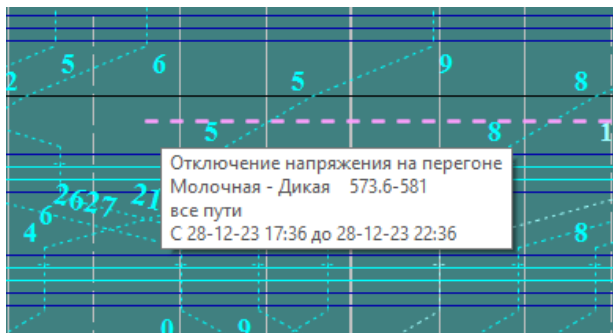 5 6 5 9 8
2
5 8 1
Отключение напряжения на перегоне
Молочная - Дикая 573.6-581
все пути
С 28-12-23 17:36 до 28-12-23 22:36
26 27 21
6
4 8
0 9